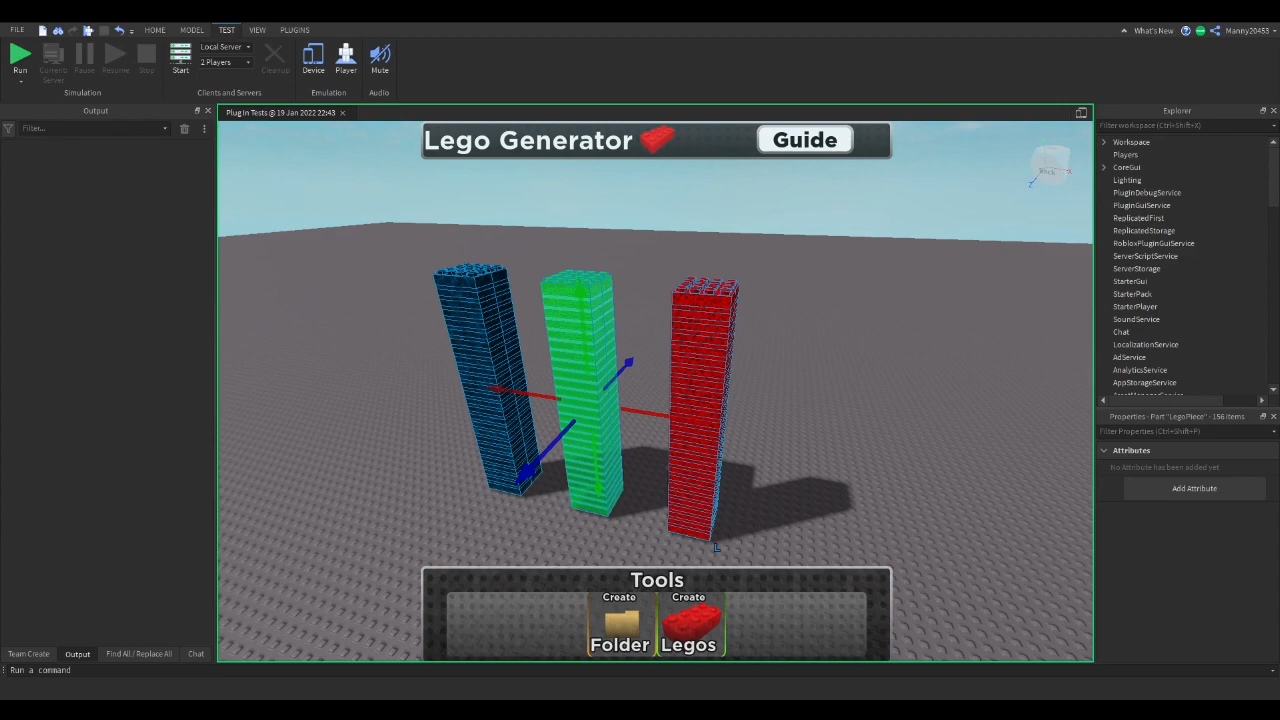 FILE
HOME
MODEL
TEST
VIEW
PLUGINS
What's New
Manny20453
Run
Current:
Server
Pause
Resume
Stop
Simulation
Start
Local Server
2 Players
Cleanup
Clients and Servers
Device
Player
Emulation
Mute
Audio
Output
Filter...
Plug In Tests @ 19 Jan 2022 22:43
Lego Generator
Guide
Back
X
Z
L
Tools
Create
Folder
Create
Legos
Explorer
Filter workspace (Ctrl+Shift+X)
Workspace
Players
CoreGui
Lighting
PluginDebugService
PluginGuiService
ReplicatedFirst
ReplicatedStorage
RobloxPluginGuiService
ServerScriptService
ServerStorage
StarterGui
StarterPack
StarterPlayer
SoundService
Chat
LocalizationService
AdService
AnalyticsService
AppStorageService
Properties - Part "LegoPiece" - 156 items
Filter Properties (Ctrl+Shift+P)
Attributes
No Attribute has been added yet
Add Attribute
Team Create
Output
Find All / Replace All
Chat
Run a command